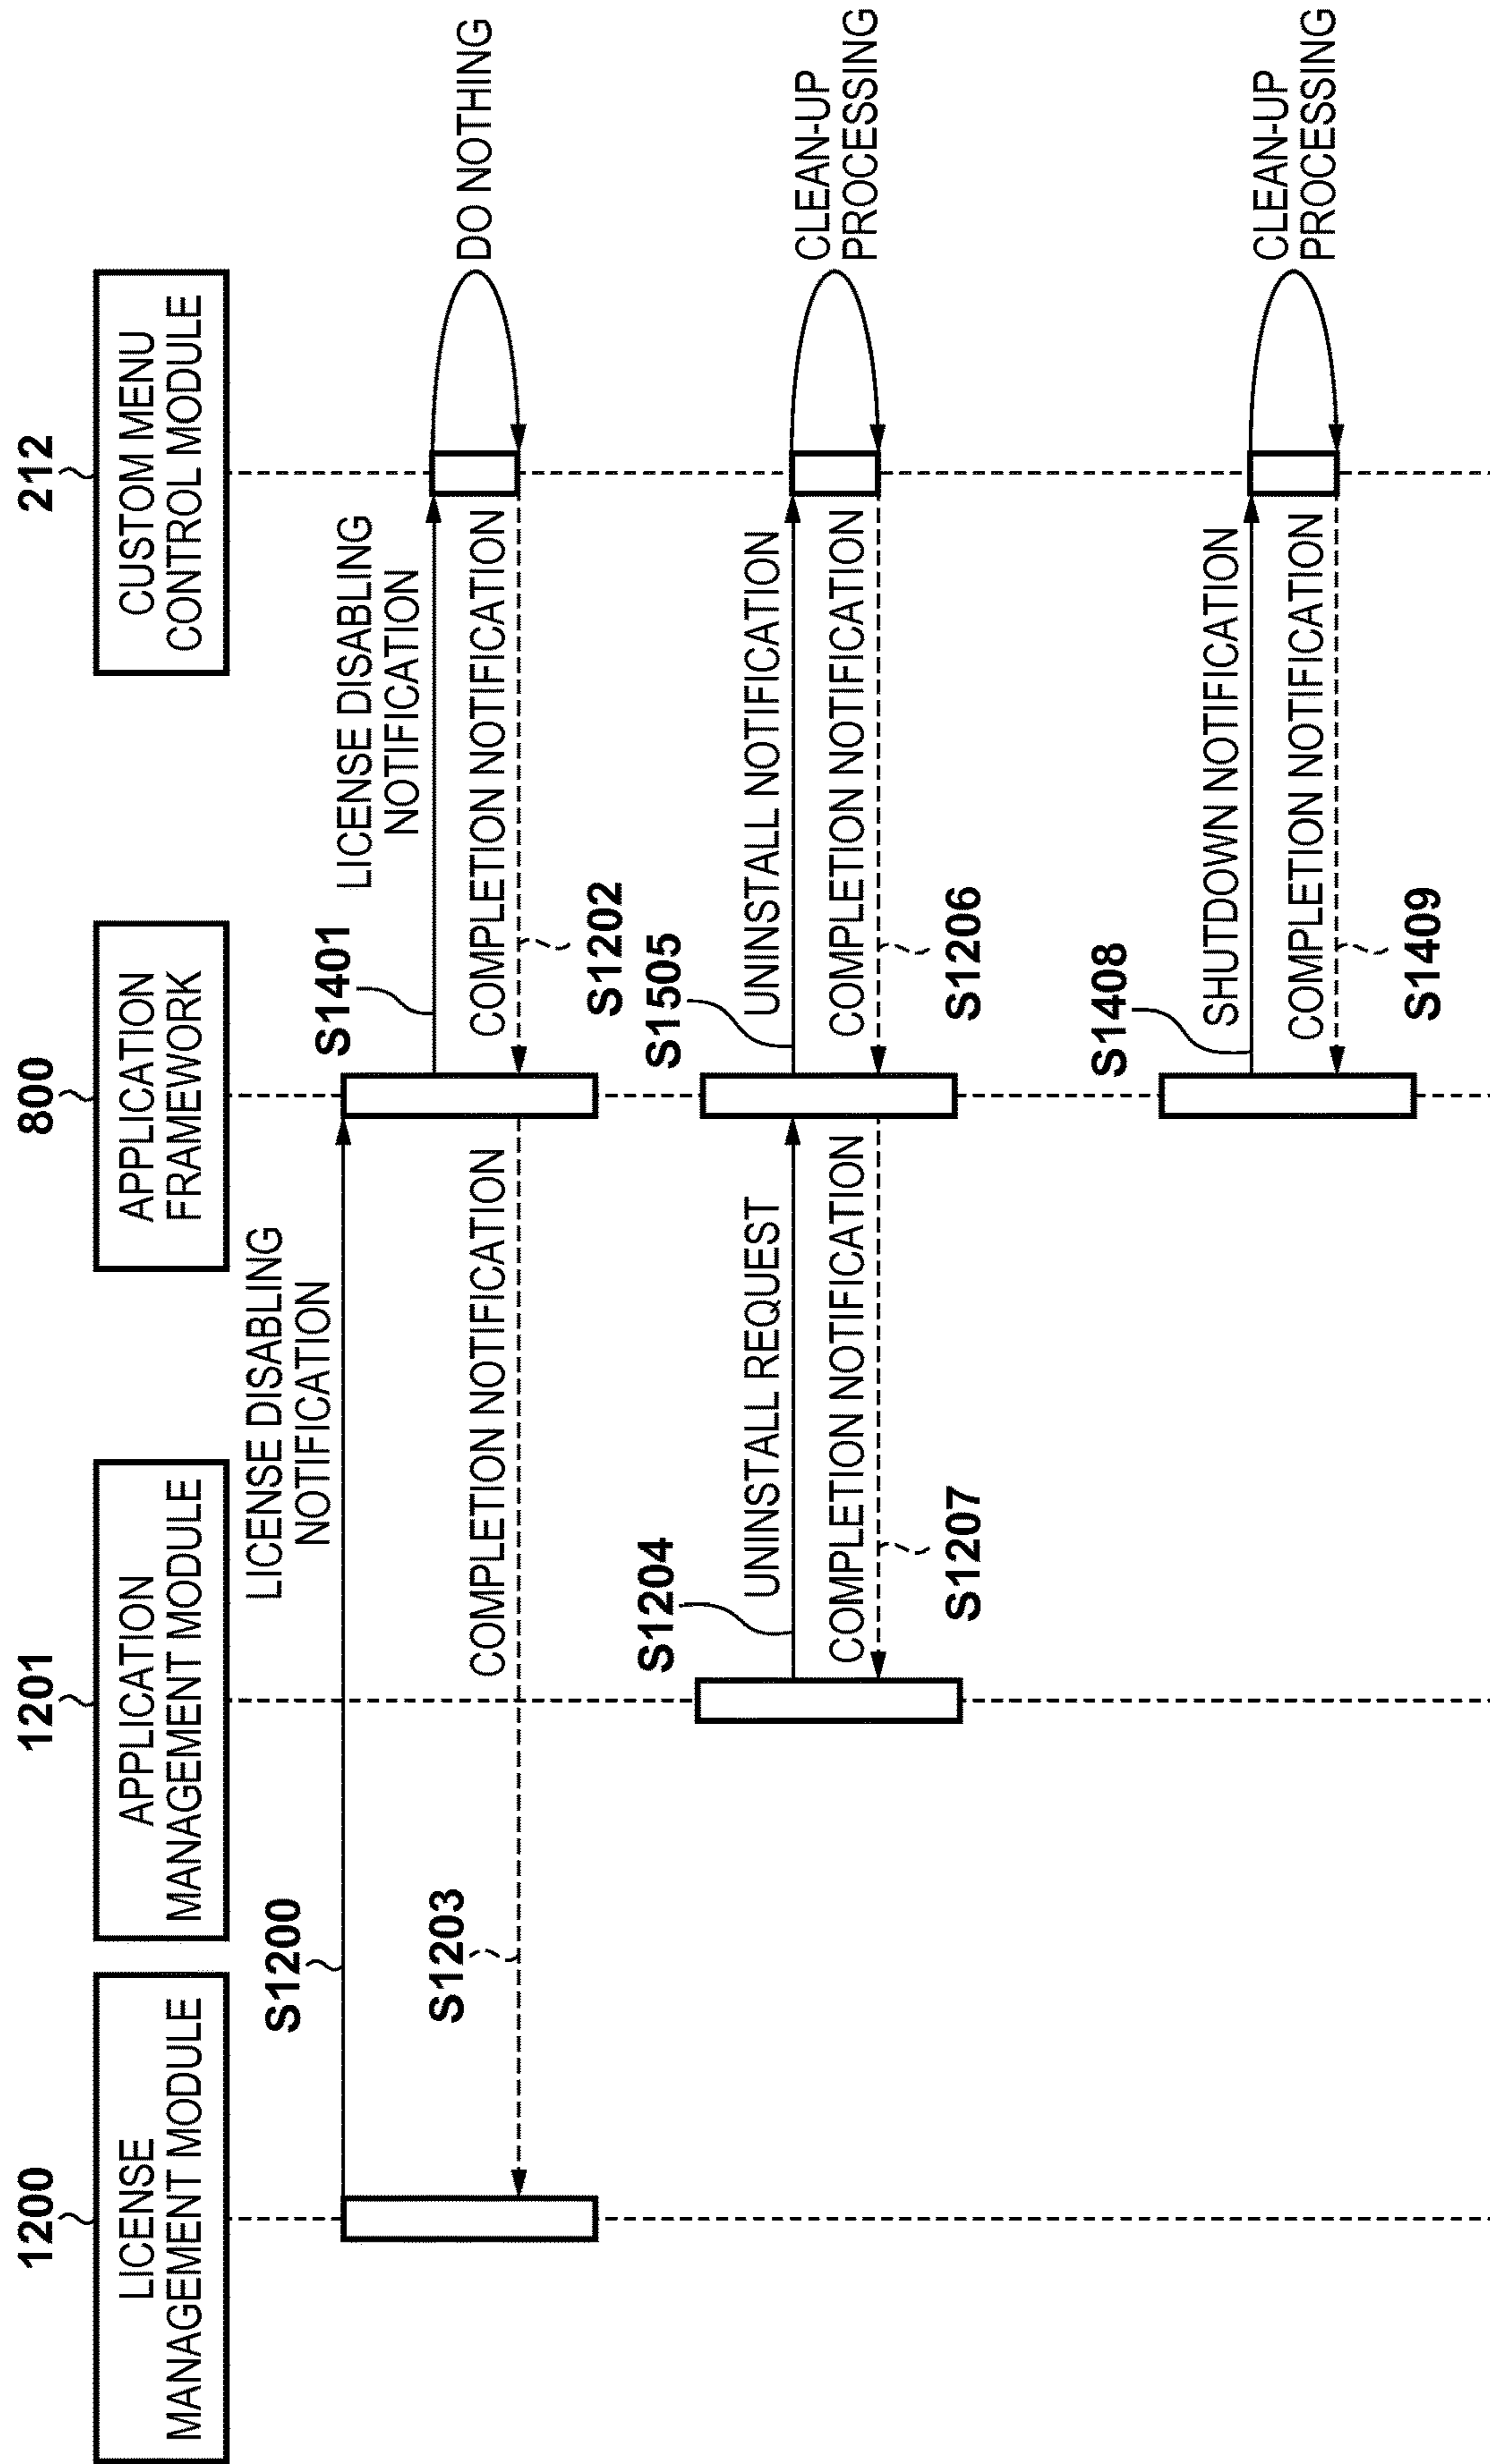 1200
LICENSE
MANAGEMENT MODULE
1201
APPLICATION
MANAGEMENT MODULE
800
APPLICATION
FRAMEWORK
212
CUSTOM MENU
CONTROL MODULE
S1200
LICENSE DISABLING
NOTIFICATION
S1401
LICENSE DISABLING
NOTIFICATION
DO NOTHING
S1203
COMPLETION NOTIFICATION
COMPLETION NOTIFICATION
S1202
S1204
UNINSTALL REQUEST
S1505
UNINSTALL NOTIFICATION
CLEAN-UP
PROCESSING
COMPLETION NOTIFICATION
S1207
COMPLETION NOTIFICATION
S1206
S1408
SHUTDOWN NOTIFICATION
CLEAN-UP
PROCESSING
COMPLETION NOTIFICATION
S1409